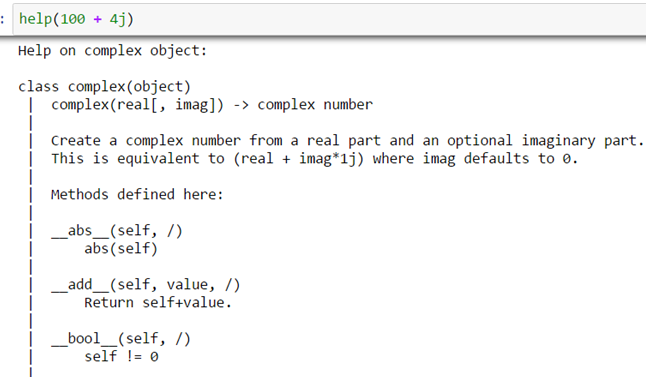 : help(100 + 4j)
Help on complex object:
class complex(object)
| complex(real[, imag]) -> complex number
|
| Create a complex number from a real part and an optional imaginary part.
| This is equivalent to (real + imag*1j) where imag defaults to 0.
|
| Methods defined here:
|
| __abs__(self, /)
| abs(self)
|
| __add__(self, value, /)
| Return self+value.
|
| __bool__(self, /)
| self != 0
|